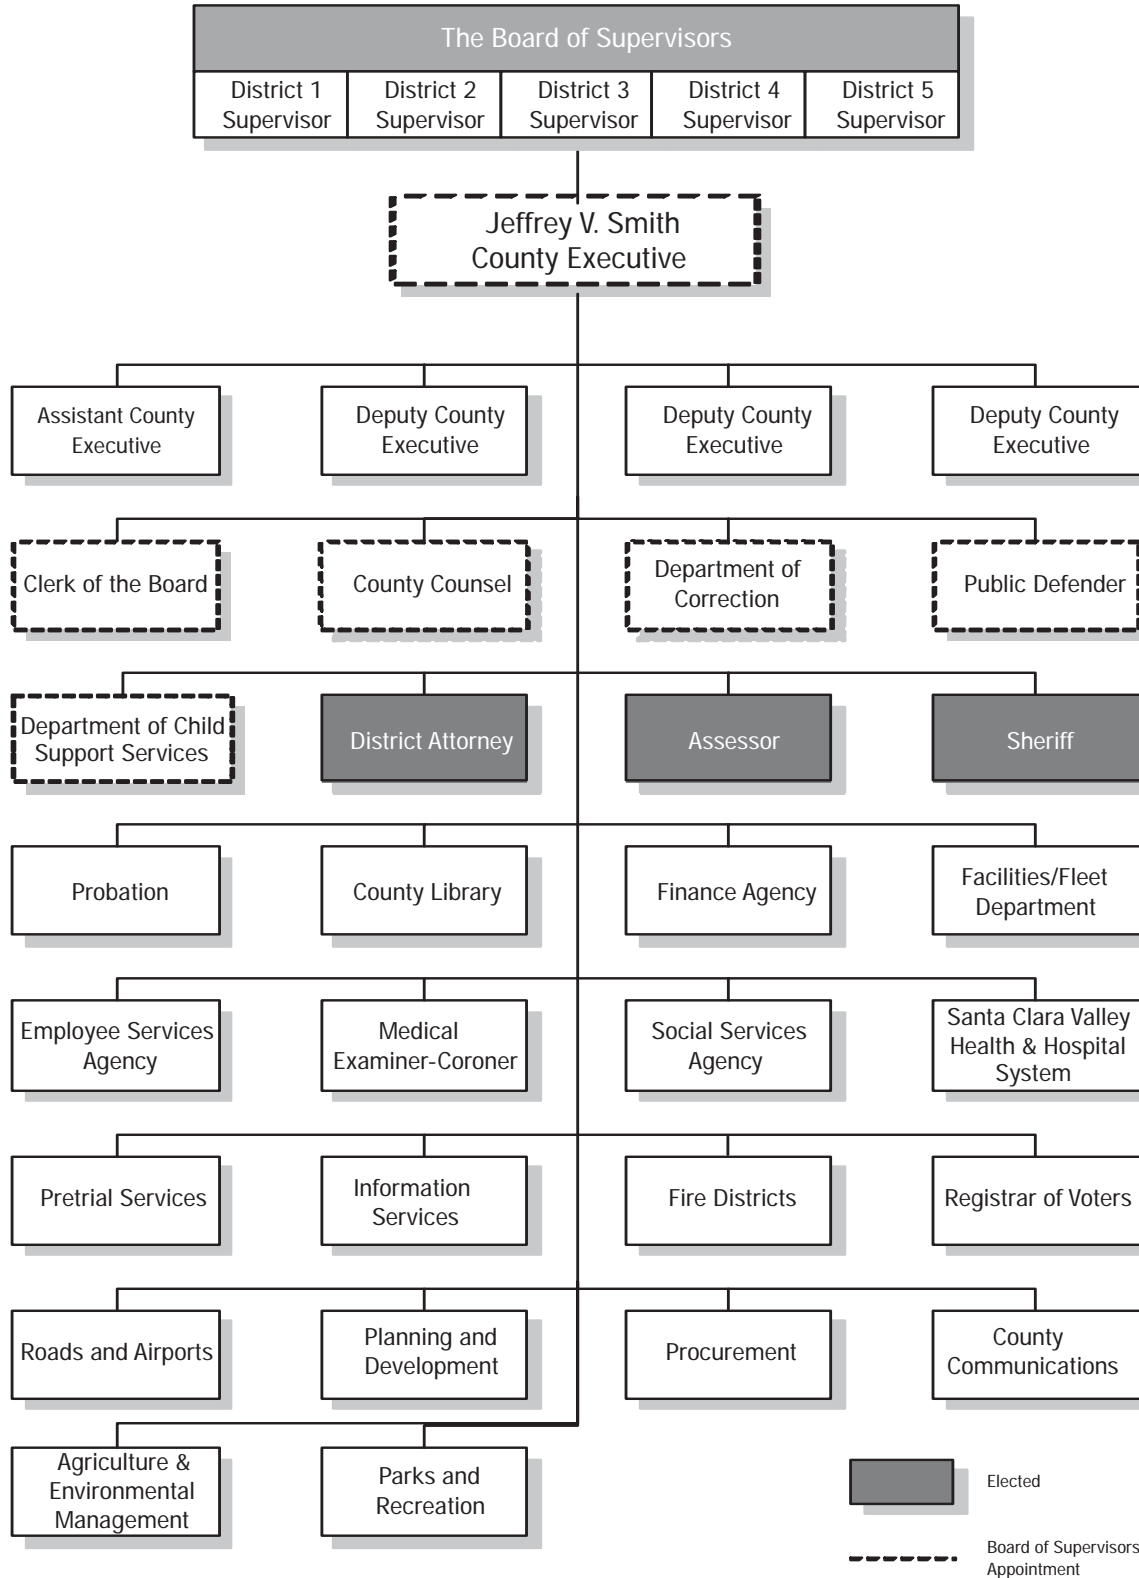 The Board of Supervisors
District 1
Supervisor
District 2
Supervisor
District 3
Supervisor
District 4
Supervisor
District 5
Supervisor
Jeffrey V. Smith
County Executive
Assistant County
Executive
Deputy County
Executive
Deputy County
Executive
Deputy County
Executive
Clerk of the Board
County Counsel
Department of
Correction
Public Defender
Department of Child
Support Services
District Attorney
Assessor
Sheriff
Probation
County Library
Finance Agency
Facilities/Fleet
Department
Employee Services
Agency
Medical
Examiner-Coroner
Social Services
Agency
Santa Clara Valley
Health & Hospital
System
Pretrial Services
Information
Services
Fire Districts
Registrar of Voters
Roads and Airports
Planning and
Development
Procurement
County
Communications
Agriculture &
Environmental
Management
Parks and
Recreation
Elected
Board of Supervisors
Appointment